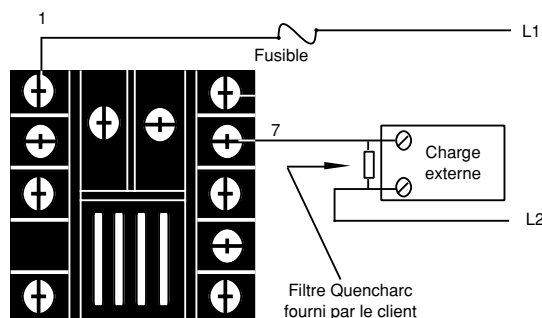 1
L1
Fusible
7
Charge
externe
L2
Filtre Quencharc
fourni par le client